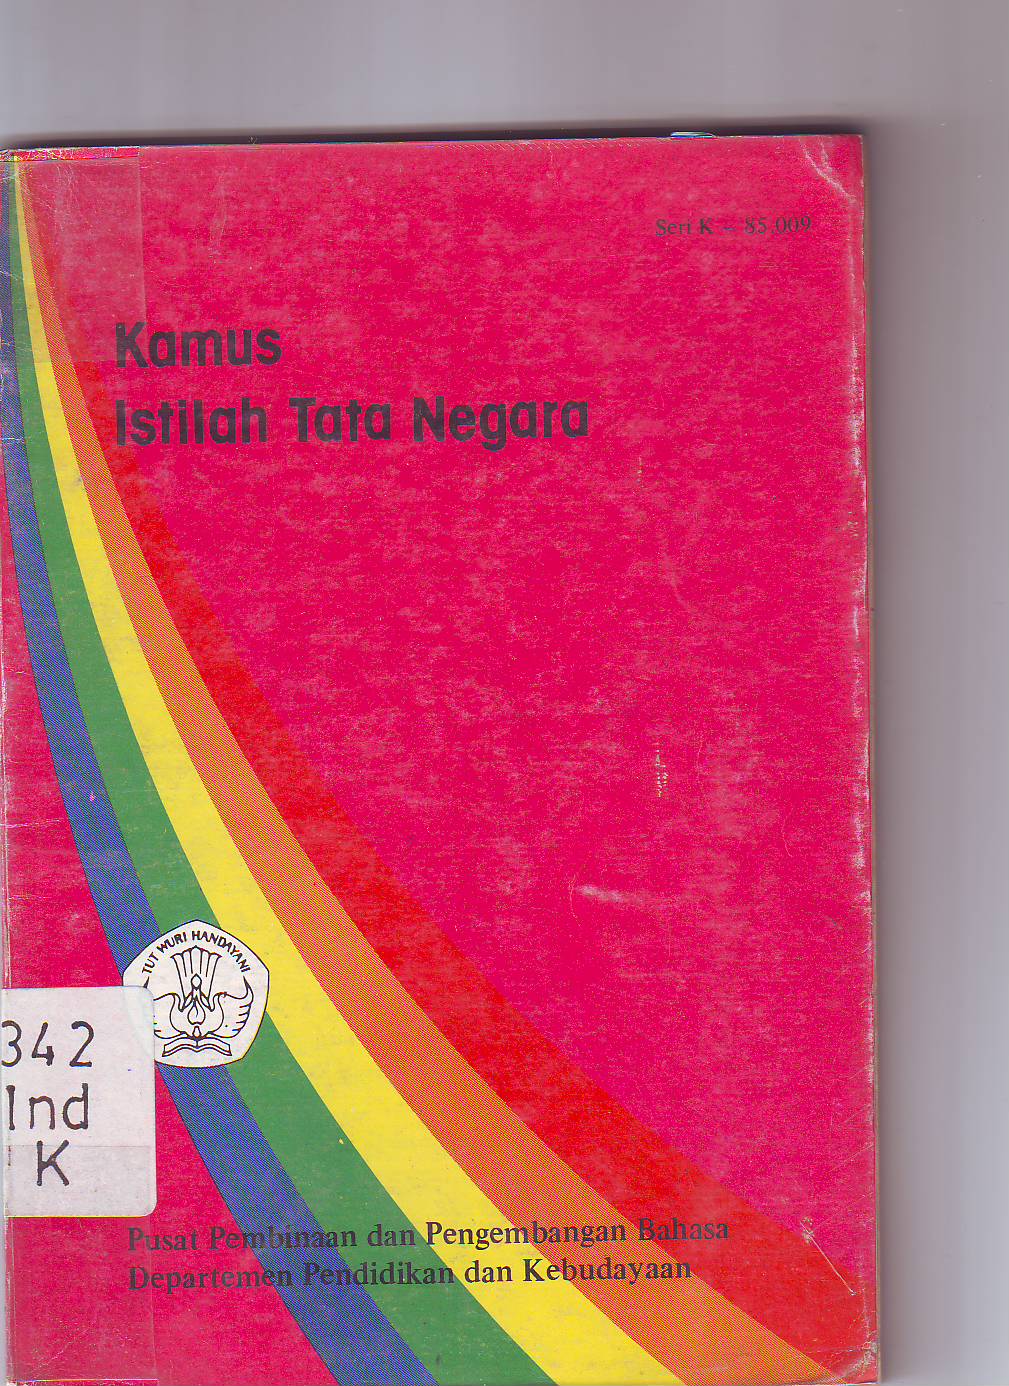 Seri K – 85.009
Kamus
Istilah Tata Negara
TUT WURI HANDAYANI
342
Ind
K
Pusat Pembinaan dan Pengembangan Bahasa
Departemen Pendidikan dan Kebudayaan